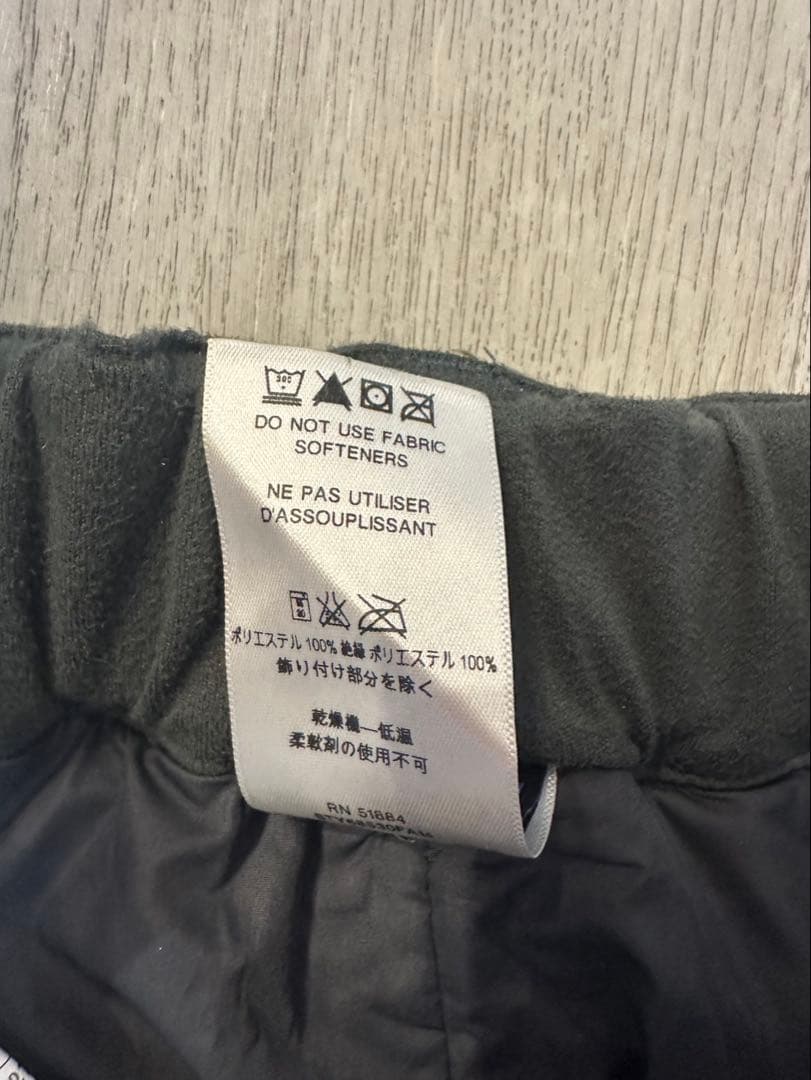 30C
DO NOT USE FABRIC
SOFTENERS
NE PAS UTILISER
D'ASSOUPLISSANT
ポリエステル 100% 絶縁 ポリエステル 100%
飾り付け部分を除く
乾燥機—低温
柔軟剤の使用不可
RN 51884